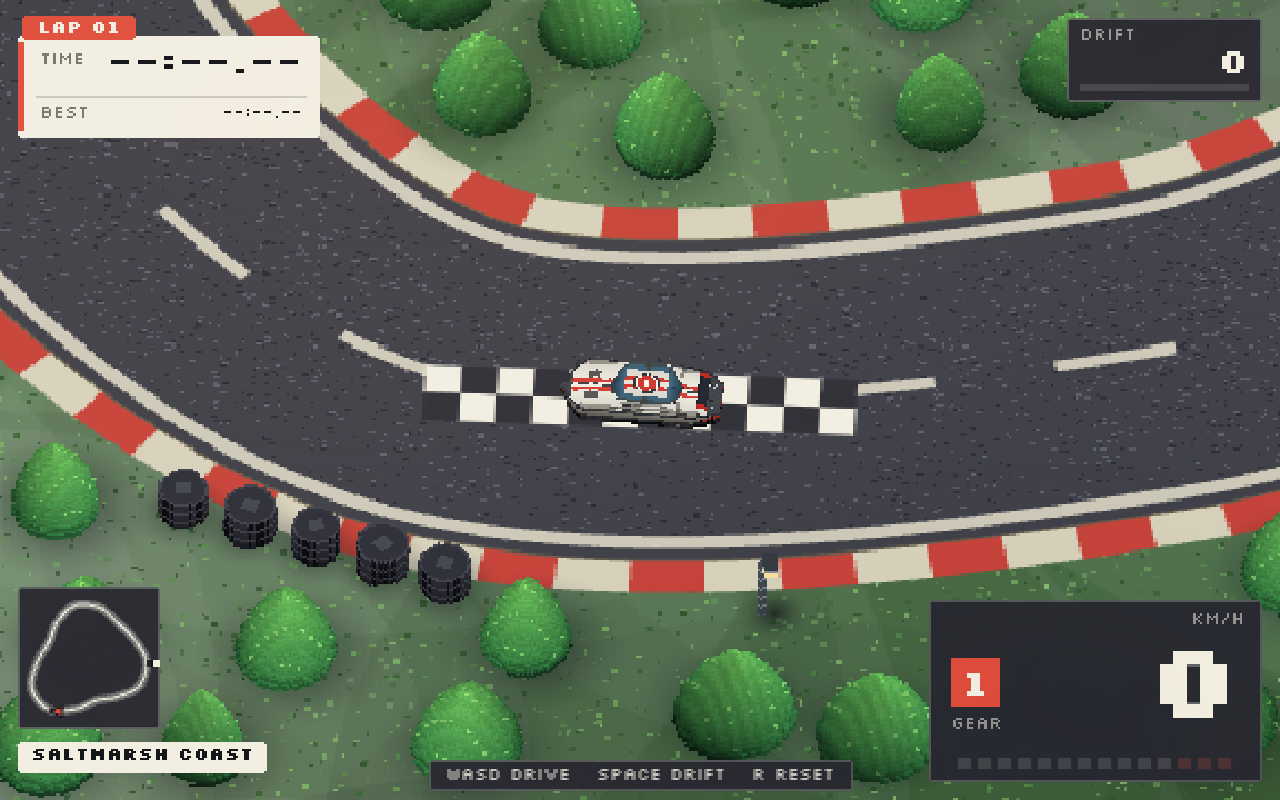 LAP 01
TIME --:--.--
BEST --:--.--
DRIFT
0
KM/H
1
0
GEAR
SALTMARSH COAST
WASD DRIVE SPACE DRIFT R RESET